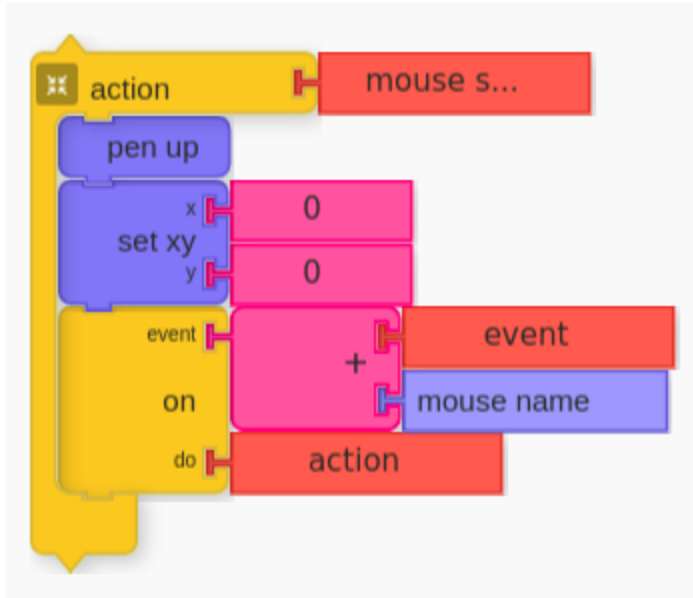 action mouse s...
pen up
x 0
set xy
y 0
event + event
on mouse name
do action